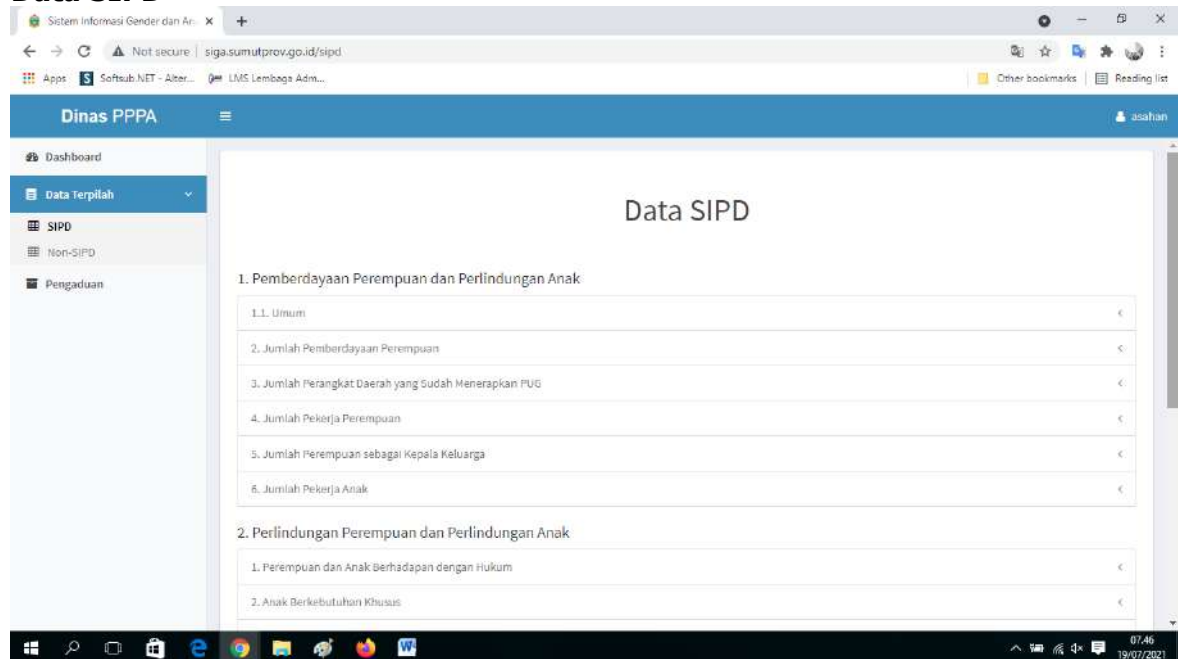 Data SIPD
Sistem Informasi Gender dan An
Not secure | siga.sumutprov.go.id/sipd
Apps
Softsub.NET - Alter...
LMS Lembaga Adm...
Other bookmarks
Reading list
Dinas PPPA
asahan
Dashboard
Data Terpilah
SIPD
Non-SIPD
Pengaduan
Data SIPD
1. Pemberdayaan Perempuan dan Perlindungan Anak
1.1. Umum
2. Jumlah Pemberdayaan Perempuan
3. Jumlah Perangkat Daerah yang Sudah Menerapkan PUG
4. Jumlah Pekerja Perempuan
5. Jumlah Perempuan sebagai Kepala Keluarga
6. Jumlah Pekerja Anak
2. Perlindungan Perempuan dan Perlindungan Anak
1. Perempuan dan Anak Berhadapan dengan Hukum
2. Anak Berkebutuhan Khusus
07.46
19/07/2021